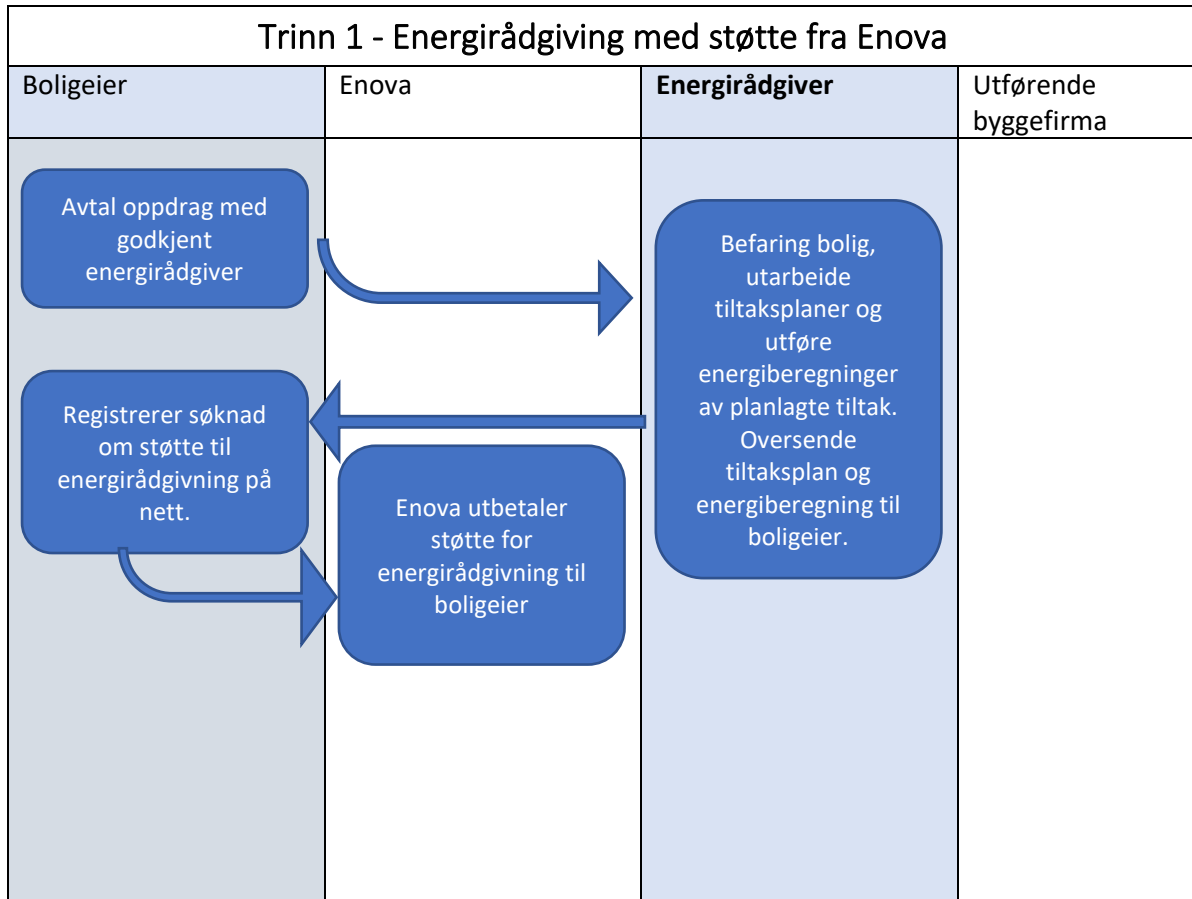 Trinn 1 - Energirådgiving med støtte fra Enova
Boligeier
Enova
Energirådgiver
Utførende
byggefirma
Avtal oppdrag med
godkjent
energirådgiver
Befaring bolig,
utarbeide
tiltaksplaner og
utføre
energiberegninger
av planlagte tiltak.
Oversende
tiltaksplan og
energiberegning til
boligeier.
Registrerer søknad
om støtte til
energirådgivning på
nett.
Enova utbetaler
støtte for
energirådgivning til
boligeier